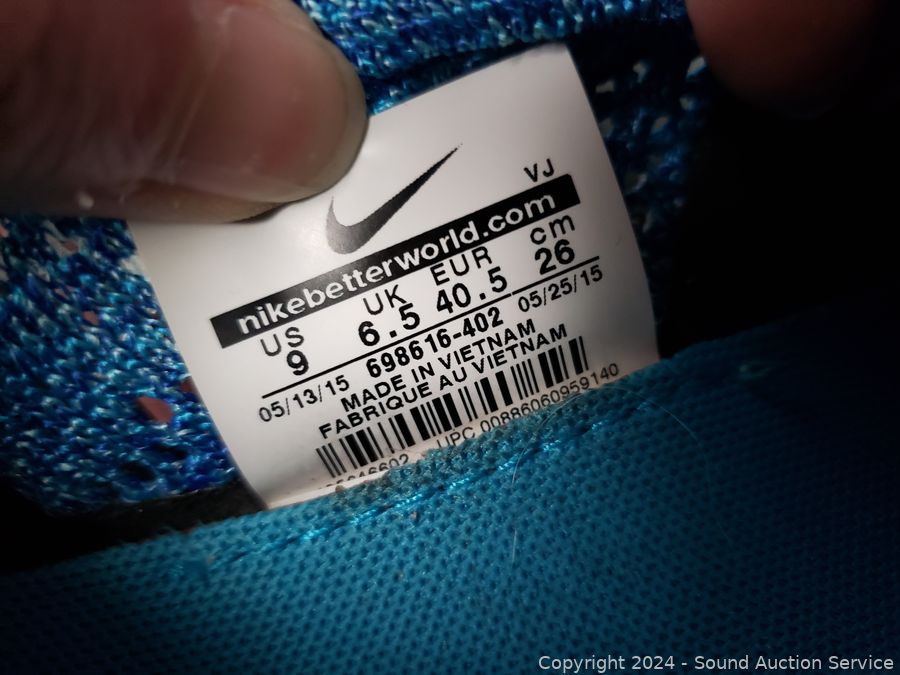 VJ
nikebetterworld.com
US UK EUR cm
9 6.5 40.5 26
05/13/15 698616-402 05/25/15
MADE IN VIETNAM
FABRIQUE AU VIETNAM
UPC 00886060959140
Copyright 2024 - Sound Auction Service